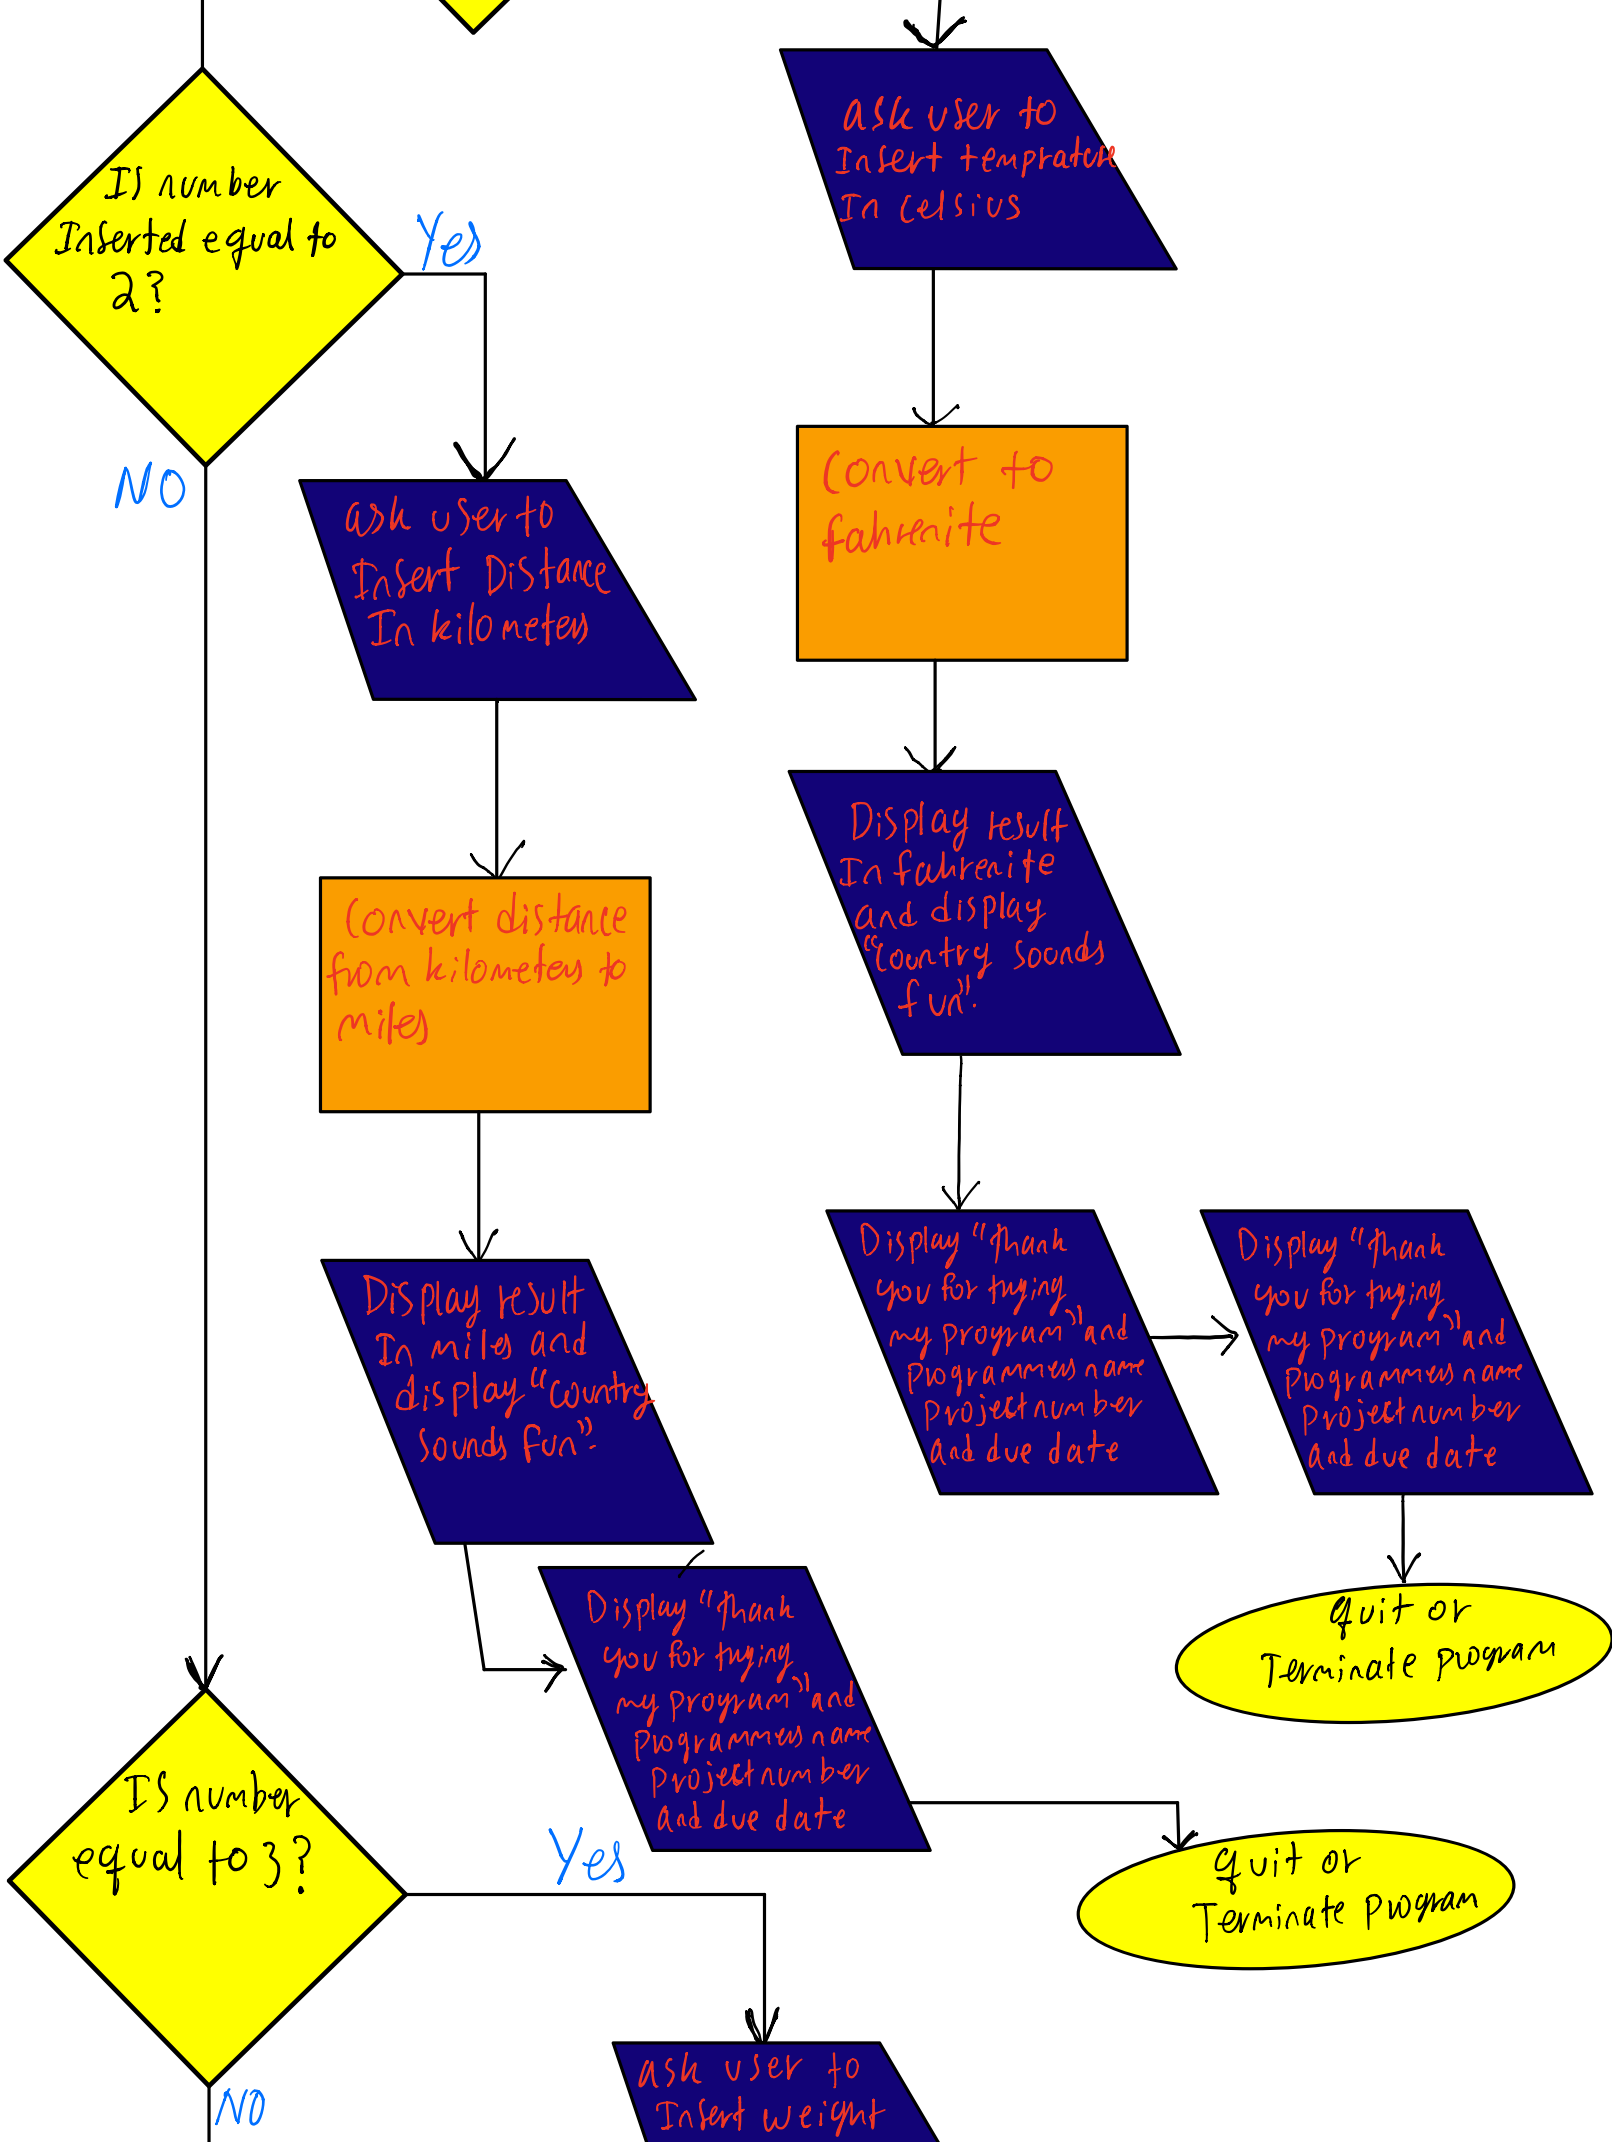 ask user to
Insert temprature
In Celsius
Is number
Inserted equal to
2?
Yes
NO
Convert to
fahrenite
ask user to
Insert Distance
In kilometers
Display result
In fahrenite
and display
"Country sounds
fun".
Convert distance
from kilometers to
miles
Display "Thank
you for trying
my program" and
Programmers name
Project number
and due date
Display "Thank
you for trying
my program" and
Programmers name
Project number
and due date
Display result
In miles and
display "Country
sounds fun".
quit or
Terminate program
Display "Thank
you for trying
my program" and
Programmers name
Project number
and due date
Is number
equal to 3?
Yes
quit or
Terminate program
ask user to
Insert weight
NO